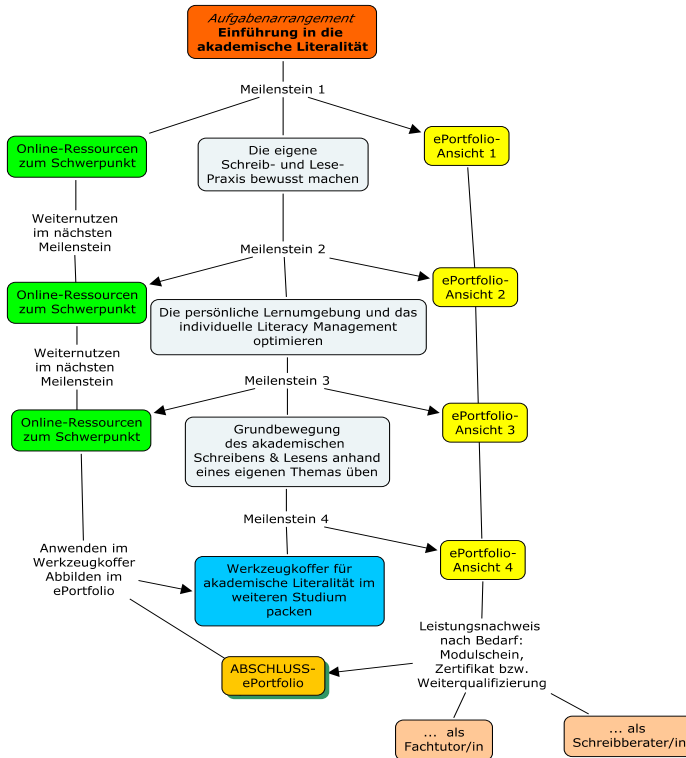 Aufgabenarrangement
Einführung in die
akademische Literalität
Meilenstein 1
Online-Ressourcen
zum Schwerpunkt
Die eigene
Schreib- und Lese-
Praxis bewusst machen
ePortfolio-
Ansicht 1
Weiternutzen
im nächsten
Meilenstein
Meilenstein 2
Online-Ressourcen
zum Schwerpunkt
Die persönliche Lernumgebung und das
individuelle Literacy Management
optimieren
ePortfolio-
Ansicht 2
Weiternutzen
im nächsten
Meilenstein
Meilenstein 3
Online-Ressourcen
zum Schwerpunkt
Grundbewegung
des akademischen
Schreibens & Lesens anhand
eines eigenen Themas üben
ePortfolio-
Ansicht 3
Meilenstein 4
Anwenden im
Werkzeugkoffer
Abbilden im
ePortfolio
Werkzeugkoffer für
akademische Literalität im
weiteren Studium
packen
ePortfolio-
Ansicht 4
Leistungsnachweis
nach Bedarf:
Modulschein,
Zertifikat bzw.
Weiterqualifizierung
ABSCHLUSS-
ePortfolio
... als
Fachtutor/in
... als
Schreibberater/in